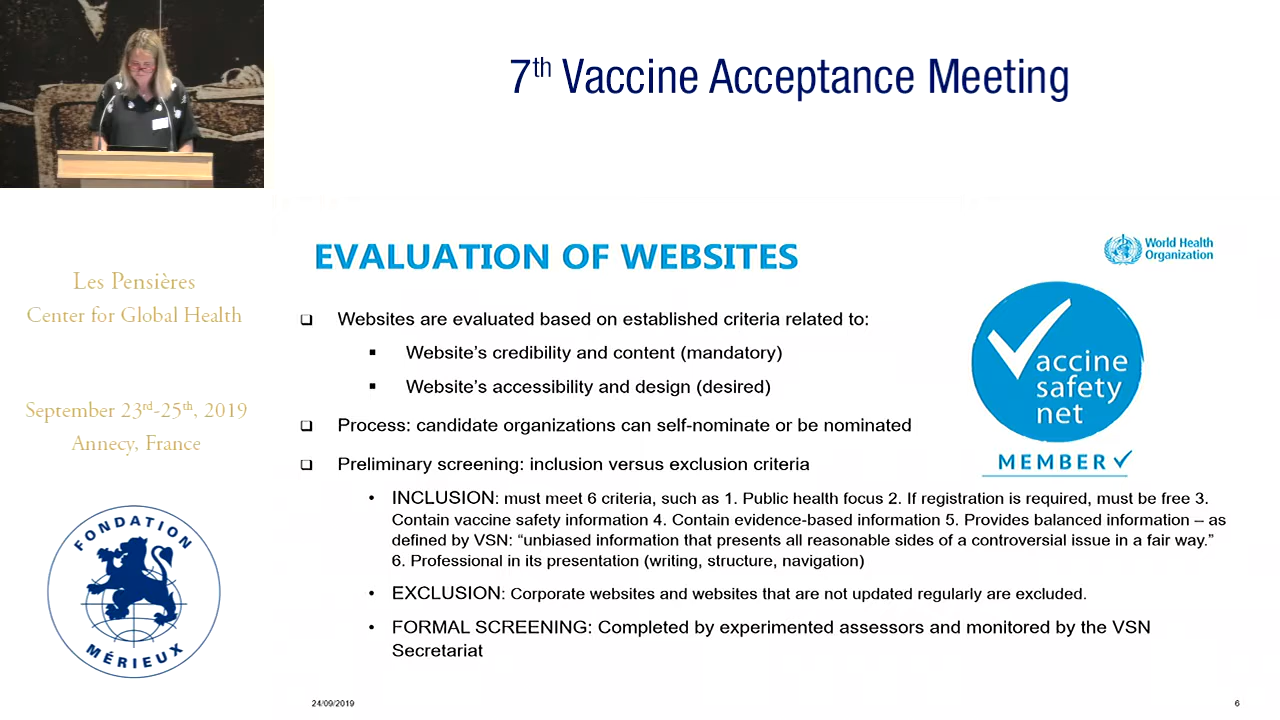 7th Vaccine Acceptance Meeting
Les Pensières
Center for Global Health
September 23rd-25th, 2019
Annecy, France
FONDATION
MÉRIEUX
EVALUATION OF WEBSITES
World Health
Organization
❑ Websites are evaluated based on established criteria related to:
▪ Website’s credibility and content (mandatory)
▪ Website’s accessibility and design (desired)
❑ Process: candidate organizations can self-nominate or be nominated
❑ Preliminary screening: inclusion versus exclusion criteria
• INCLUSION: must meet 6 criteria, such as 1. Public health focus 2. If registration is required, must be free 3.
Contain vaccine safety information 4. Contain evidence-based information 5. Provides balanced information – as
defined by VSN: “unbiased information that presents all reasonable sides of a controversial issue in a fair way.”
6. Professional in its presentation (writing, structure, navigation)
• EXCLUSION: Corporate websites and websites that are not updated regularly are excluded.
• FORMAL SCREENING: Completed by experimented assessors and monitored by the VSN
Secretariat
Vaccine
safety
net
MEMBER
24/09/2019
6